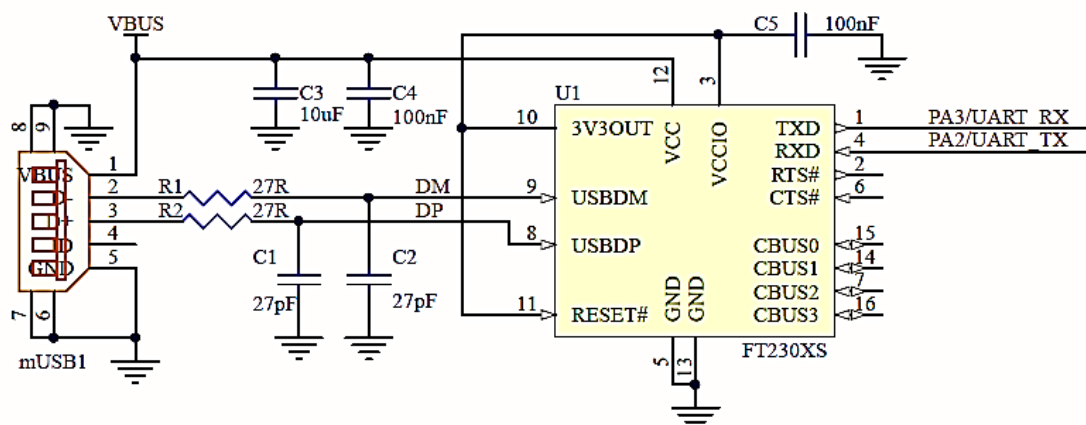 VBUS
C5 100nF
C3
10uF
C4
100nF
12
3
U1
8
9
10
3V3OUT
VCC
VCCIO
TXD
1
PA3/UART_RX
RXD
4
PA2/UART_TX
VBUS
1
RTS#
2
D-
2
R1
27R
DM
9
USBDM
CTS#
6
D+
3
R2
27R
DP
8
USBDP
ID
4
CBUS0
15
GND
5
C1
C2
CBUS1
14
27pF
27pF
CBUS2
7
11
RESET#
GND
GND
CBUS3
16
7
6
5
13
mUSB1
FT230XS